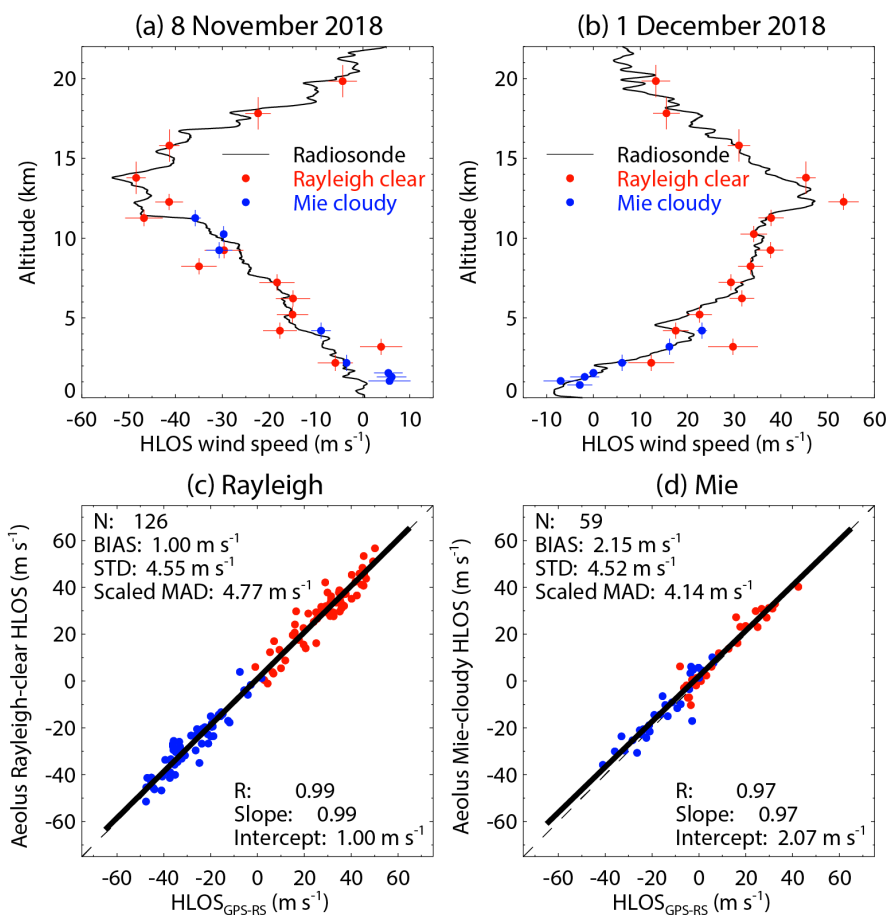 (a) 8 November 2018
20
15
10
5
0
Altitude (km)
Radiosonde
Rayleigh clear
Mie cloudy
-60 -50 -40 -30 -20 -10 0 10
HLOS wind speed (m s⁻¹)
(b) 1 December 2018
20
15
10
5
0
Altitude (km)
Radiosonde
Rayleigh clear
Mie cloudy
-10 0 10 20 30 40 50 60
HLOS wind speed (m s⁻¹)
(c) Rayleigh
N: 126
BIAS: 1.00 m s⁻¹
STD: 4.55 m s⁻¹
Scaled MAD: 4.77 m s⁻¹
60
40
20
0
-20
-40
-60
Aeolus Rayleigh-clear HLOS (m s⁻¹)
R: 0.99
Slope: 0.99
Intercept: 1.00 m s⁻¹
-60 -40 -20 0 20 40 60
HLOS_GPS-RS (m s⁻¹)
(d) Mie
N: 59
BIAS: 2.15 m s⁻¹
STD: 4.52 m s⁻¹
Scaled MAD: 4.14 m s⁻¹
60
40
20
0
-20
-40
-60
Aeolus Mie-cloudy HLOS (m s⁻¹)
R: 0.97
Slope: 0.97
Intercept: 2.07 m s⁻¹
-60 -40 -20 0 20 40 60
HLOS_GPS-RS (m s⁻¹)